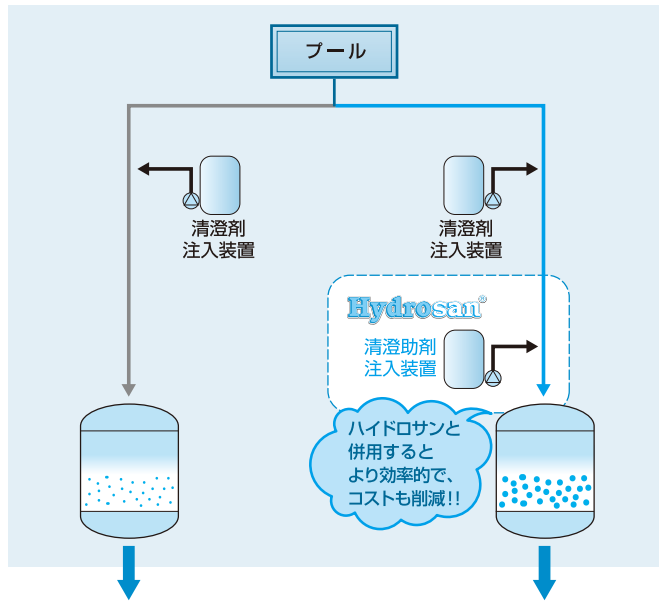 プール
清澄剤
注入装置
清澄剤
注入装置
Hydrosan®
清澄助剤
注入装置
ハイドロサンと
併用すると
より効率的で、
コストも削減!!